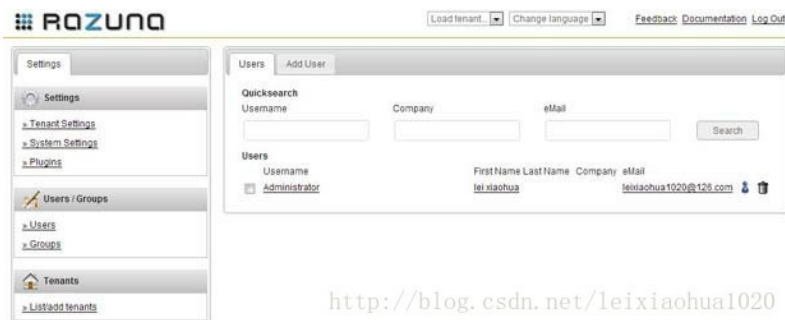 RAZUNA
Load tenant... Change language Feedback Documentation Log Out
Settings
Settings
» Tenant Settings
» System Settings
» Plugins
Users / Groups
» Users
» Groups
Tenants
» List/add tenants
Users Add User
Quicksearch
Username Company eMail
Search
Users
Username First Name Last Name Company eMail
Administrator lei xiaohua leixiaohua1020@126.com
http://blog.csdn.net/leixiaohua1020